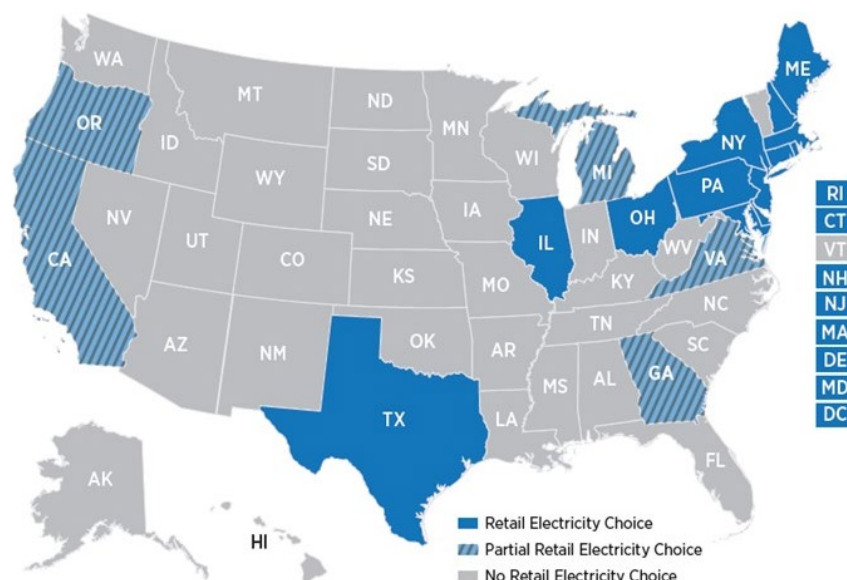 WA
ME
MT
ND
OR
MN
NY
ID
SD
WI
MI
WY
PA
RI
IA
NE
OH
CT
NV
IL
IN
UT
WV
VT
CA
CO
VA
KS
MO
KY
NH
NC
NJ
TN
OK
MA
AZ
NM
AR
SC
DE
GA
MS
AL
MD
TX
DC
LA
FL
AK
Retail Electricity Choice
HI
Partial Retail Electricity Choice
No Retail Electricity Choice